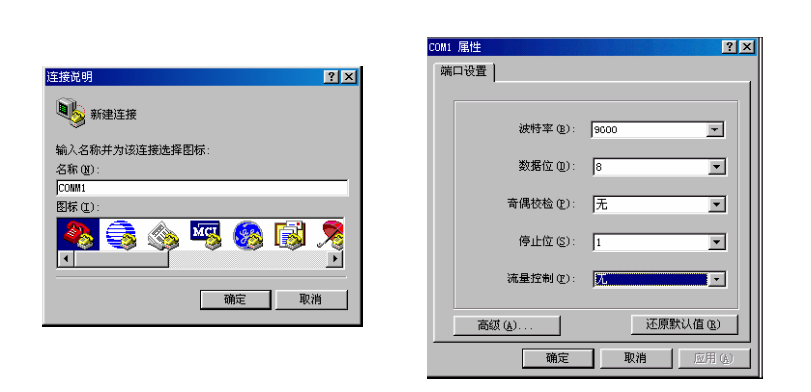 连接说明
新建连接
输入名称并为该连接选择图标:
名称(N):
COMM1
图标(I):
MCI
确定
取消
COM1 属性
端口设置
波特率(B): 9600
数据位(D): 8
奇偶校检(P): 无
停止位(S): 1
流量控制(F): 无
高级(A)...
还原默认值(R)
确定
取消
应用(A)